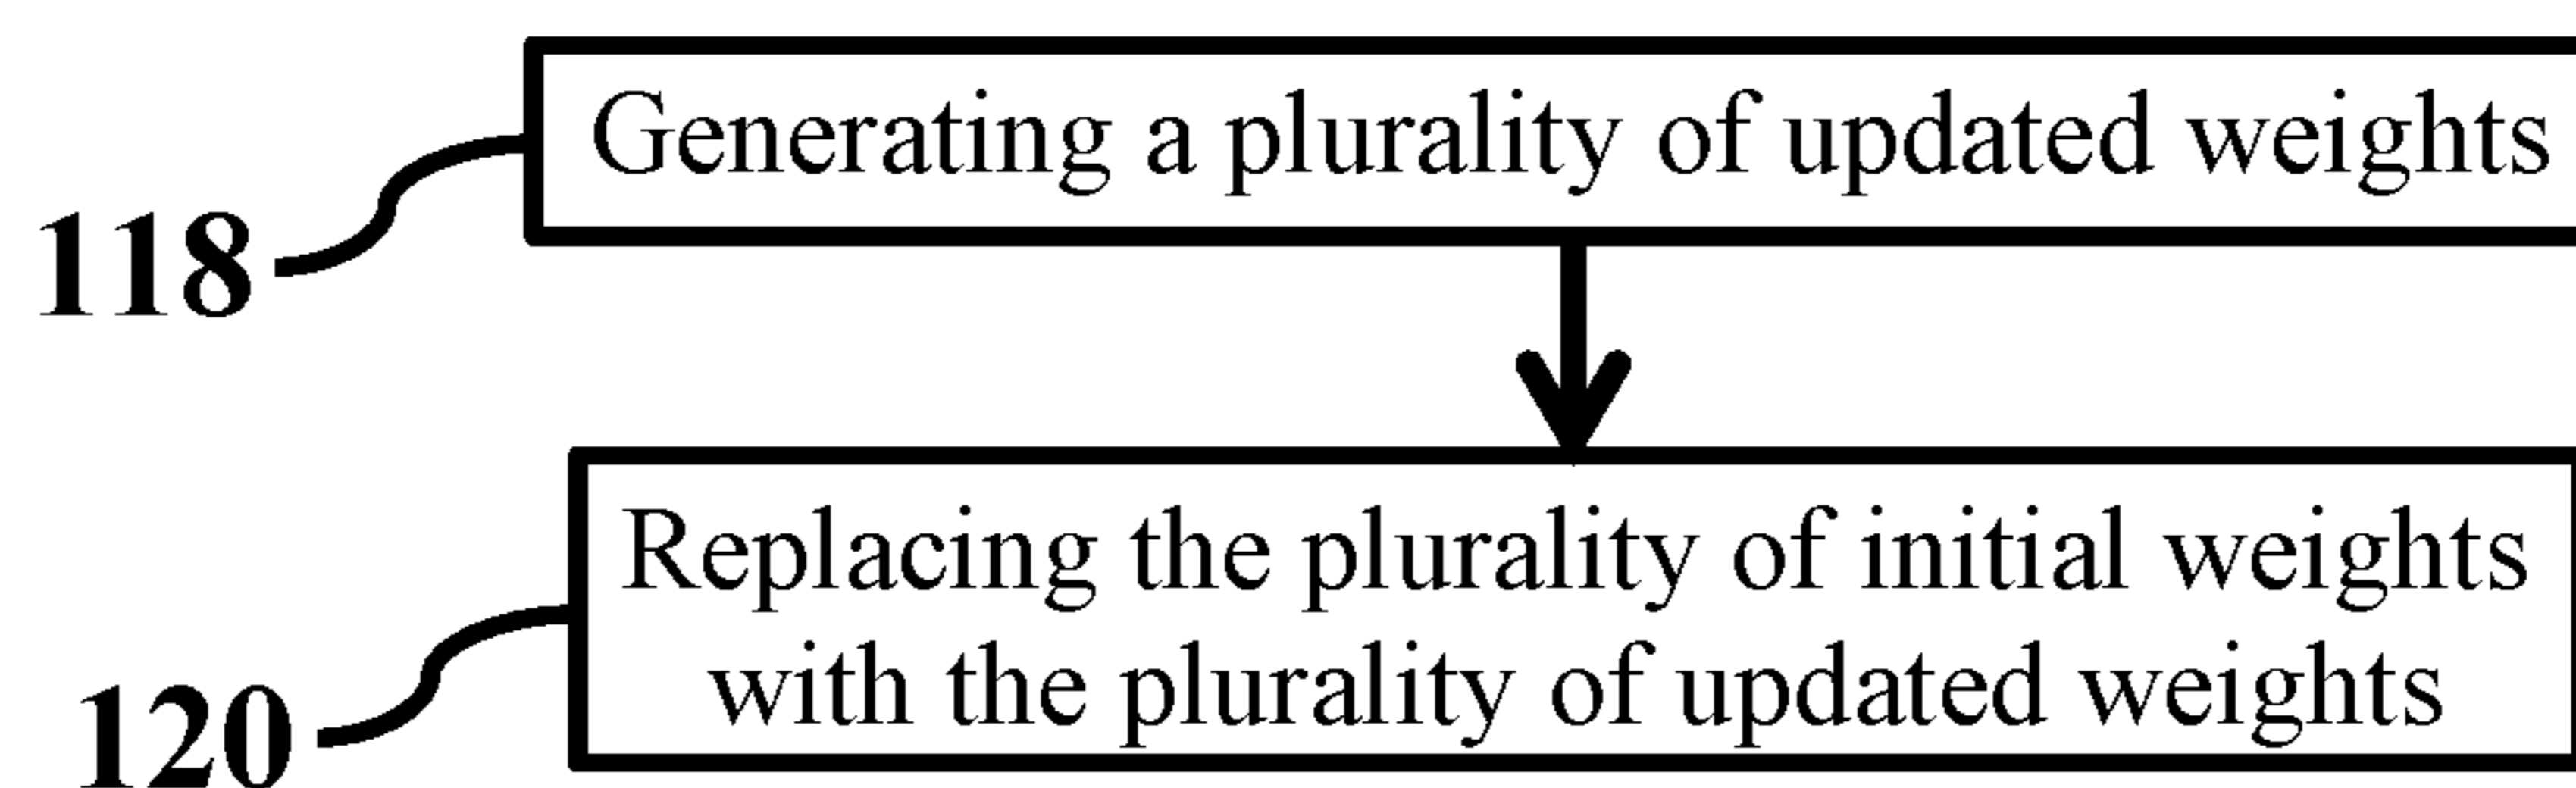 Generating a plurality of updated weights
118
Replacing the plurality of initial weights
with the plurality of updated weights
120